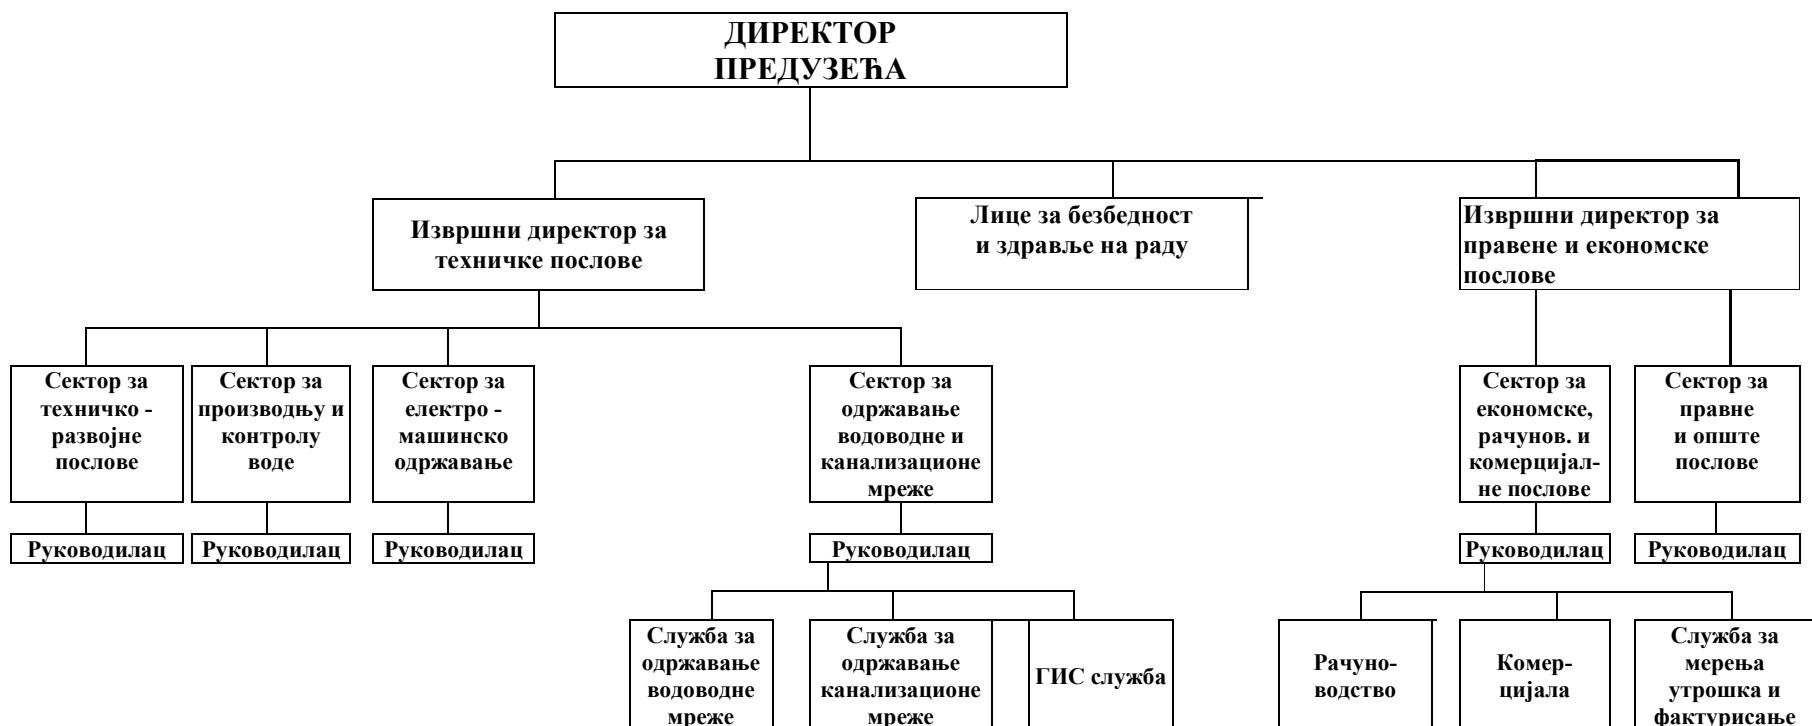 ДИРЕКТОР
ПРЕДУЗЕЋА
Извршни директор за
техничке послове
Лице за безбедност
и здравље на раду
Извршни директор за
правене и економске
послове
Сектор за
техничко -
развојне
послове
Сектор за
производњу и
контролу
воде
Сектор за
електро -
машинско
одржавање
Сектор за
одржавање
водоводне и
канализационе
мреже
Сектор за
економске,
рачунов. и
комерцијал-
не послове
Сектор за
правне
и опште
послове
Руководилац
Руководилац
Руководилац
Руководилац
Руководилац
Руководилац
Служба за
одржавање
водоводне
мреже
Служба за
одржавање
канализационе
мреже
ГИС служба
Рачуно-
водство
Комер-
цијала
Служба за
мерења
утрошка и
фактурисање